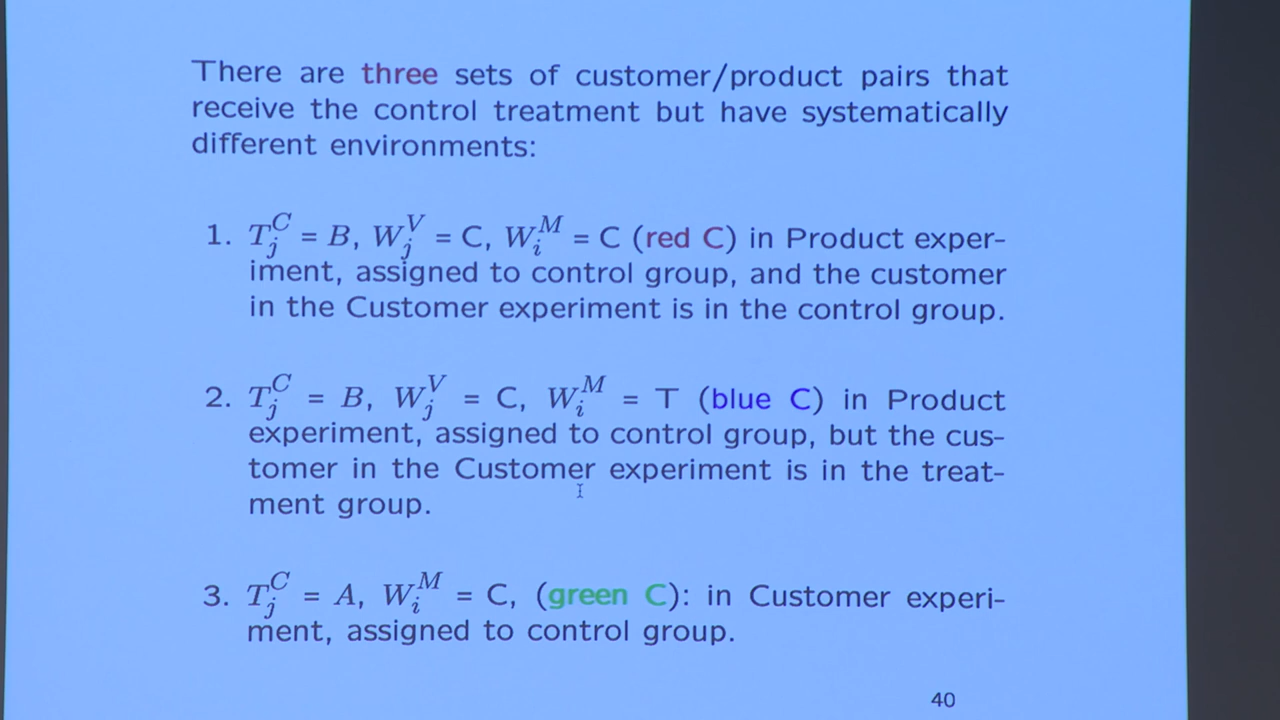 There are three sets of customer/product pairs that
receive the control treatment but have systematically
different environments:
1. T_j^C = B, W_j^V = C, W_i^M = C (red C) in Product exper-
iment, assigned to control group, and the customer
in the Customer experiment is in the control group.
2. T_j^C = B, W_j^V = C, W_i^M = T (blue C) in Product
experiment, assigned to control group, but the cus-
tomer in the Customer experiment is in the treat-
ment group.
3. T_j^C = A, W_i^M = C, (green C): in Customer experi-
ment, assigned to control group.
40